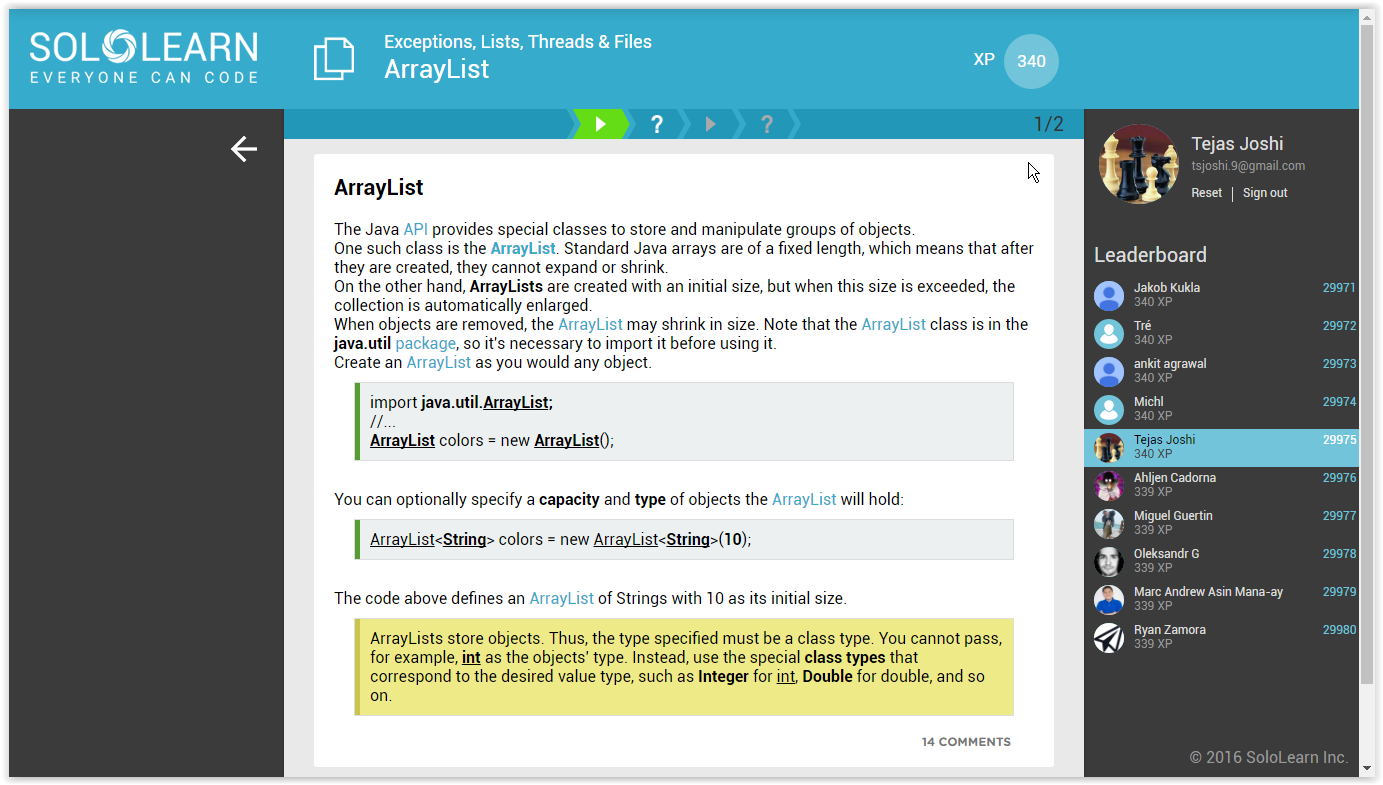 SOLOLEARN
EVERYONE CAN CODE
Exceptions, Lists, Threads & Files
ArrayList
XP 340
? ? 1/2
ArrayList
The Java API provides special classes to store and manipulate groups of objects.
One such class is the ArrayList. Standard Java arrays are of a fixed length, which means that after
they are created, they cannot expand or shrink.
On the other hand, ArrayLists are created with an initial size, but when this size is exceeded, the
collection is automatically enlarged.
When objects are removed, the ArrayList may shrink in size. Note that the ArrayList class is in the
java.util package, so it's necessary to import it before using it.
Create an ArrayList as you would any object.
import java.util.ArrayList;
//...
ArrayList colors = new ArrayList();
You can optionally specify a capacity and type of objects the ArrayList will hold:
ArrayList<String> colors = new ArrayList<String>(10);
The code above defines an ArrayList of Strings with 10 as its initial size.
ArrayLists store objects. Thus, the type specified must be a class type. You cannot pass,
for example, int as the objects' type. Instead, use the special class types that
correspond to the desired value type, such as Integer for int, Double for double, and so
on.
14 COMMENTS
Tejas Joshi
tsjoshi.9@gmail.com
Reset | Sign out
Leaderboard
Jakob Kukla 29971
340 XP
Tré 29972
340 XP
ankit agrawal 29973
340 XP
Michl 29974
340 XP
Tejas Joshi 29975
340 XP
Ahljen Cadorna 29976
339 XP
Miguel Guertin 29977
339 XP
Oleksandr G 29978
339 XP
Marc Andrew Asin Mana-ay 29979
339 XP
Ryan Zamora 29980
339 XP
© 2016 SoloLearn Inc.